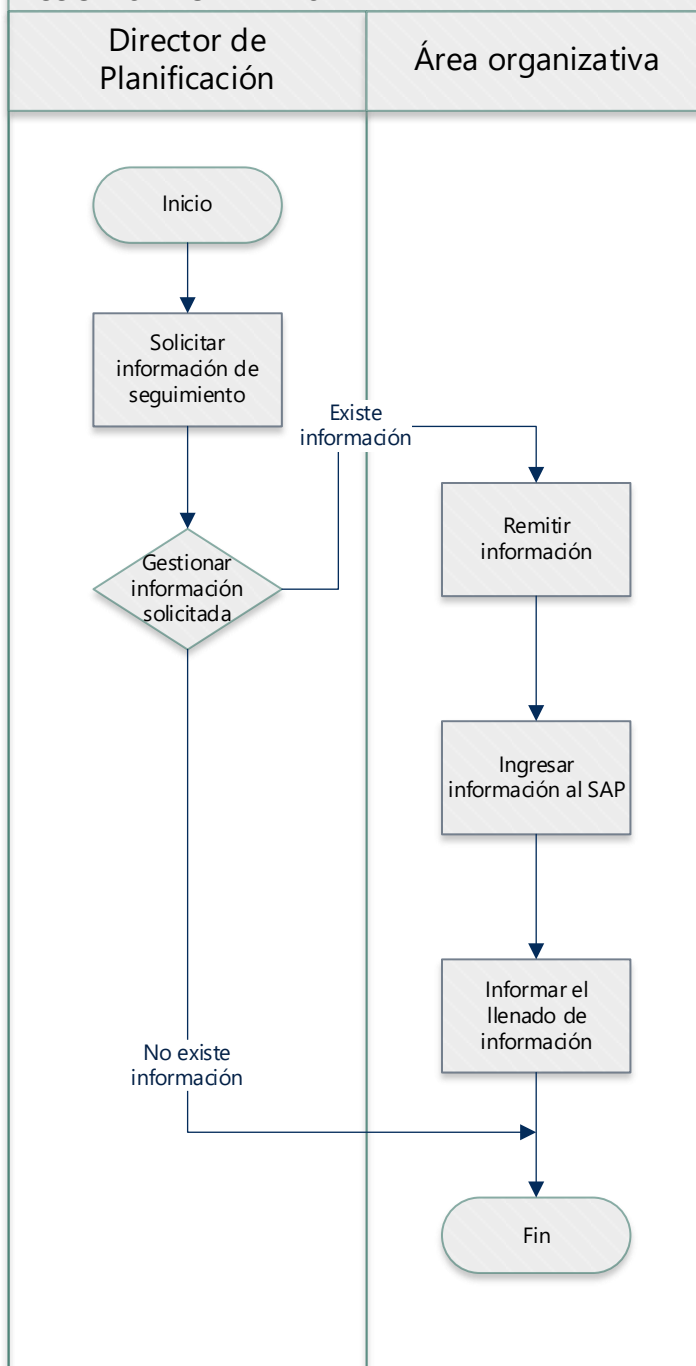 Director de
Planificación
Área organizativa
Inicio
Solicitar
información de
seguimiento
Existe
información
Gestionar
información
solicitada
Remitir
información
Ingresar
información al SAP
Informar el
llenado de
información
No existe
información
Fin